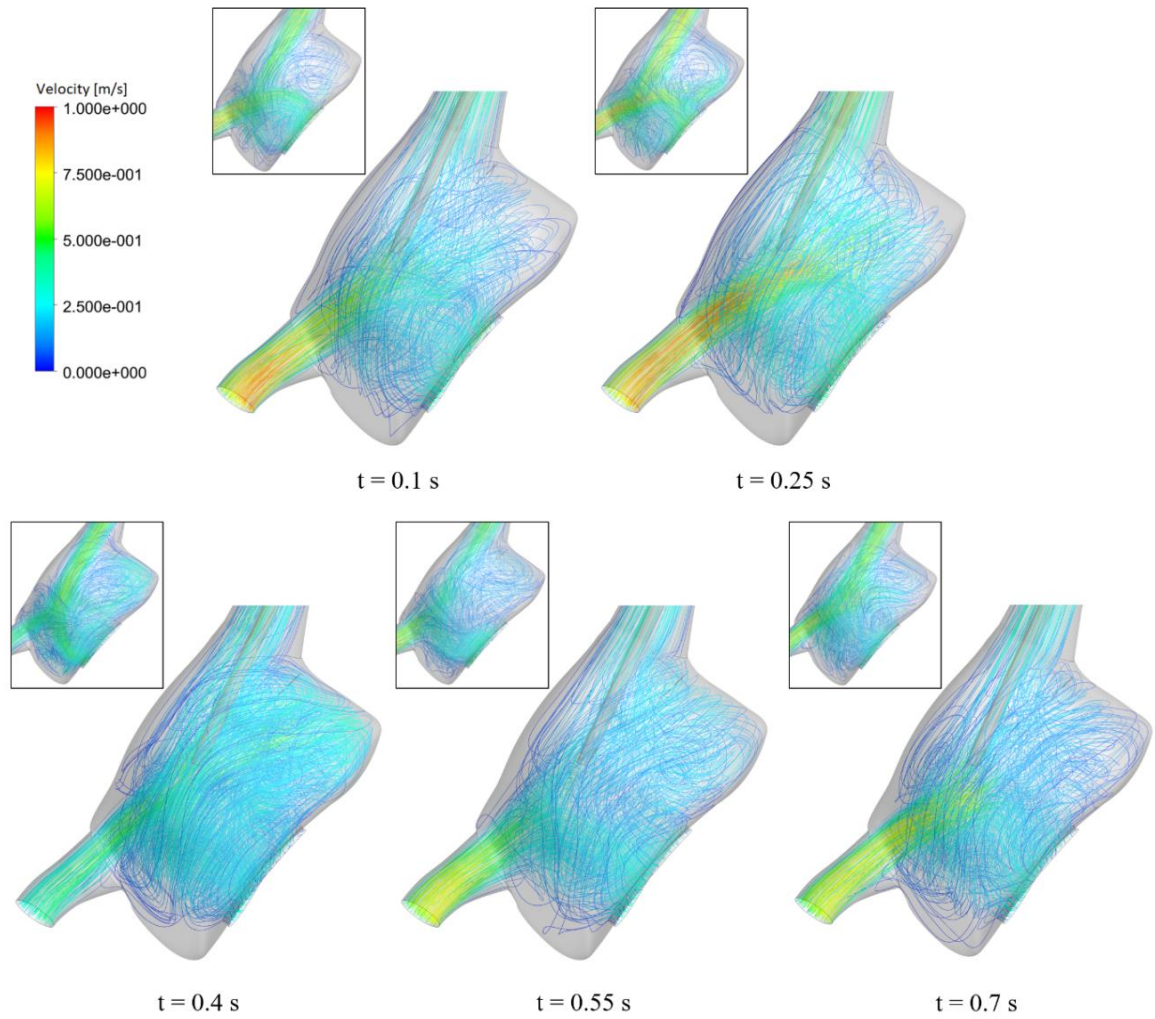 Velocity [m/s]
1.000e+000
7.500e-001
5.000e-001
2.500e-001
0.000e+000
t = 0.1 s
t = 0.25 s
t = 0.4 s
t = 0.55 s
t = 0.7 s